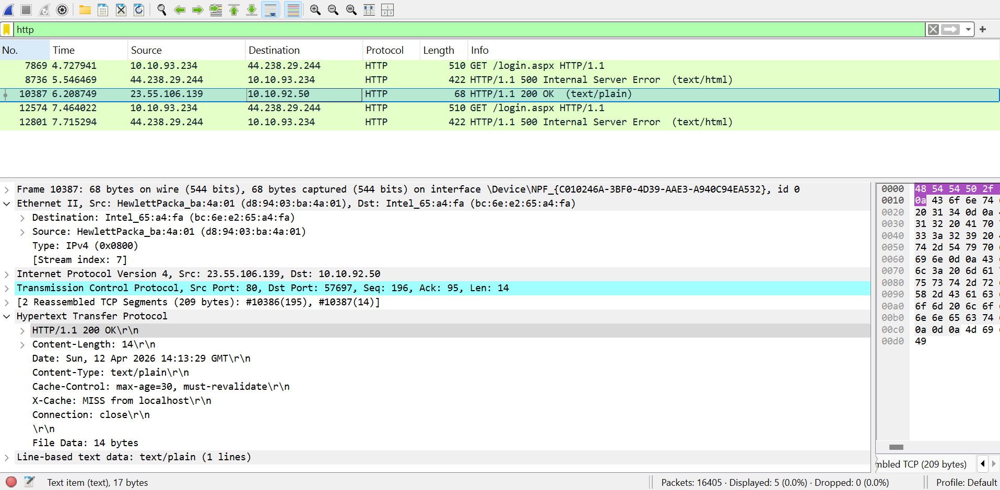 http
No. Time Source Destination Protocol Length Info
7869 4.727941 10.10.93.234 44.238.29.244 HTTP 510 GET /login.aspx HTTP/1.1
8736 5.546469 44.238.29.244 10.10.93.234 HTTP 422 HTTP/1.1 500 Internal Server Error (text/html)
10387 6.208749 23.55.106.139 10.10.92.50 HTTP 68 HTTP/1.1 200 OK (text/plain)
12574 7.464022 10.10.93.234 44.238.29.244 HTTP 510 GET /login.aspx HTTP/1.1
12801 7.715294 44.238.29.244 10.10.93.234 HTTP 422 HTTP/1.1 500 Internal Server Error (text/html)
Frame 10387: 68 bytes on wire (544 bits), 68 bytes captured (544 bits) on interface \Device\NPF_{C010246A-3BF0-4D39-AAE3-A940C94EA532}, id 0
Ethernet II, Src: HewlettPacka_ba:4a:01 (d8:94:03:ba:4a:01), Dst: Intel_65:a4:fa (bc:6e:e2:65:a4:fa)
Destination: Intel_65:a4:fa (bc:6e:e2:65:a4:fa)
Source: HewlettPacka_ba:4a:01 (d8:94:03:ba:4a:01)
Type: IPv4 (0x0800)
[Stream index: 7]
Internet Protocol Version 4, Src: 23.55.106.139, Dst: 10.10.92.50
Transmission Control Protocol, Src Port: 80, Dst Port: 57697, Seq: 196, Ack: 95, Len: 14
[2 Reassembled TCP Segments (209 bytes): #10386(195), #10387(14)]
Hypertext Transfer Protocol
HTTP/1.1 200 OK\r\n
Content-Length: 14\r\n
Date: Sun, 12 Apr 2026 14:13:29 GMT\r\n
Content-Type: text/plain\r\n
Cache-Control: max-age=30, must-revalidate\r\n
X-Cache: MISS from localhost\r\n
Connection: close\r\n
\r\n
File Data: 14 bytes
Line-based text data: text/plain (1 lines)
0000 48 54 54 50 2f
0010 0a 43 6f 6e 74
0020 20 31 34 0d 0a
0030 31 32 20 41 70
0040 33 3a 32 39 20
0050 74 2d 54 79 70
0060 69 6e 0d 0a 43
0070 6c 3a 20 6d 61
0080 75 73 74 2d 72
0090 58 2d 43 61 63
00a0 6f 6d 20 6c 6f
00b0 6e 6e 65 63 74
00c0 0a 0d 0a 4d 69
00d0 49
mbled TCP (209 bytes)
Text item (text), 17 bytes
Packets: 16405 · Displayed: 5 (0.0%) · Dropped: 0 (0.0%)
Profile: Default